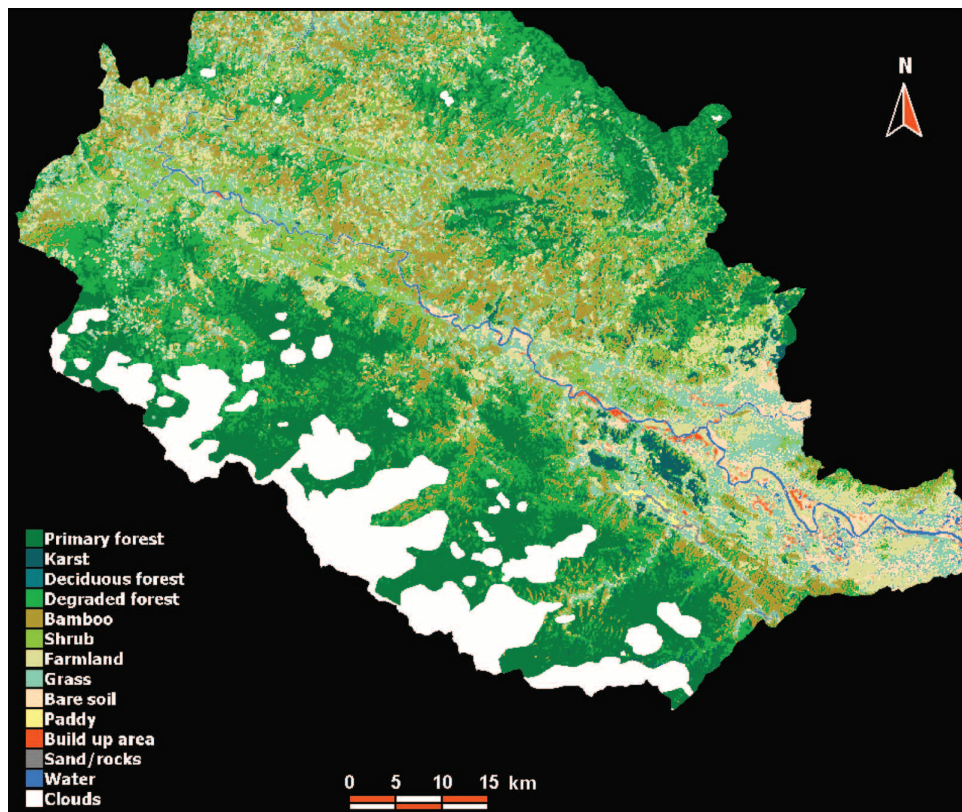 N
Primary forest
Karst
Deciduous forest
Degraded forest
Bamboo
Shrub
Farmland
Grass
Bare soil
Paddy
Build up area
Sand/rocks
Water
Clouds
0 5 10 15 km